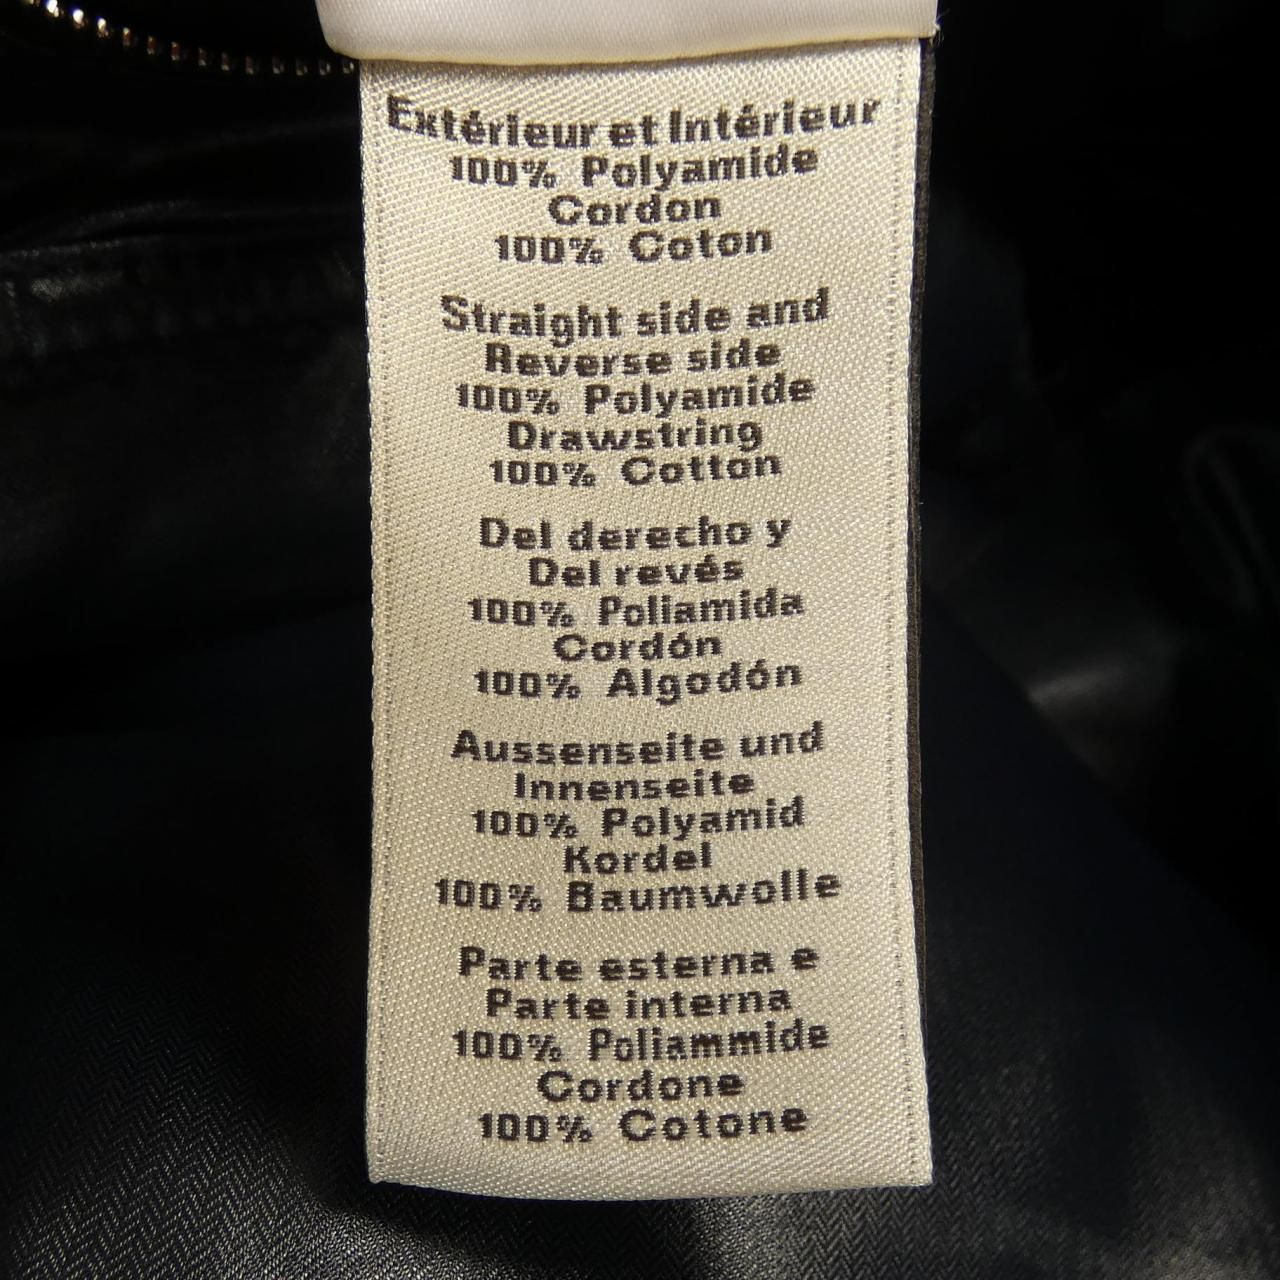 Extérieur et Intérieur
100% Polyamide
Cordon
100% Coton
Straight side and
Reverse side
100% Polyamide
Drawstring
100% Cotton
Del derecho y
Del revés
100% Poliamida
Cordón
100% Algodón
Aussenseite und
Innenseite
100% Polyamid
Kordel
100% Baumwolle
Parte esterna e
Parte interna
100% Poliammide
Cordone
100% Cotone